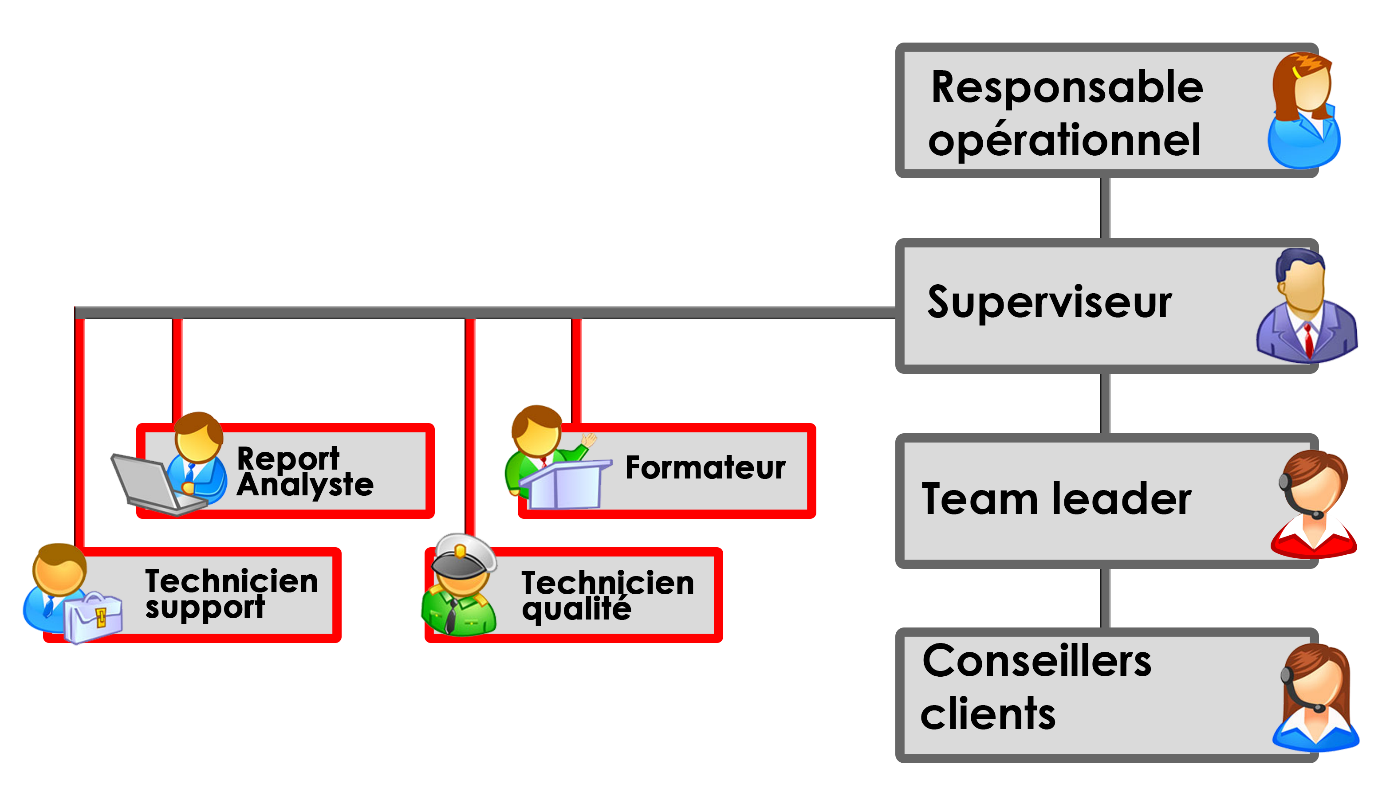 Responsable
opérationnel
Superviseur
Report
Analyste
Formateur
Team leader
Technicien
support
Technicien
qualité
Conseillers
clients